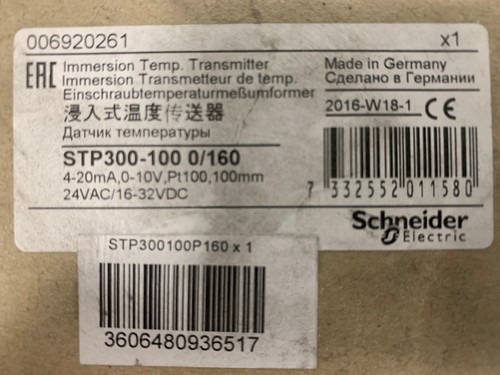 006920261 x1
EAC
Immersion Temp. Transmitter
Immersion Transmetteur de temp.
Einschraubtemperaturmeßumformer
浸入式温度传送器
Датчик температуры
STP300-100 0/160
4-20mA,0-10V,Pt100,100mm
24VAC/16-32VDC
Made in Germany
Сделано в Германии
2016-W18-1 CE
7 332552 011580
Schneider
Electric
STP300100P160 x 1
3606480936517